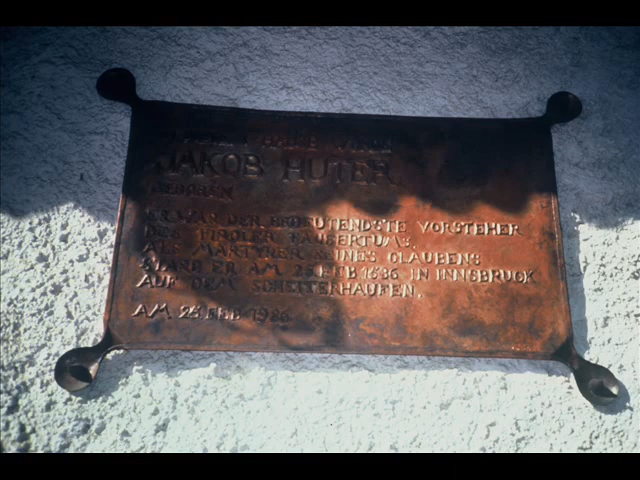 JAKOB HUTER
GEBOREN
ER WAR DER BEDEUTENDSTE VORSTEHER
DES TIROLER TÄUFERTUMS.
ALS MÄRTYRER SEINES GLAUBENS
STARB ER AM 25 FEB 1536 IN INNSBRUCK
AUF DEM SCHEITERHAUFEN.
AM 25 FEB 1986